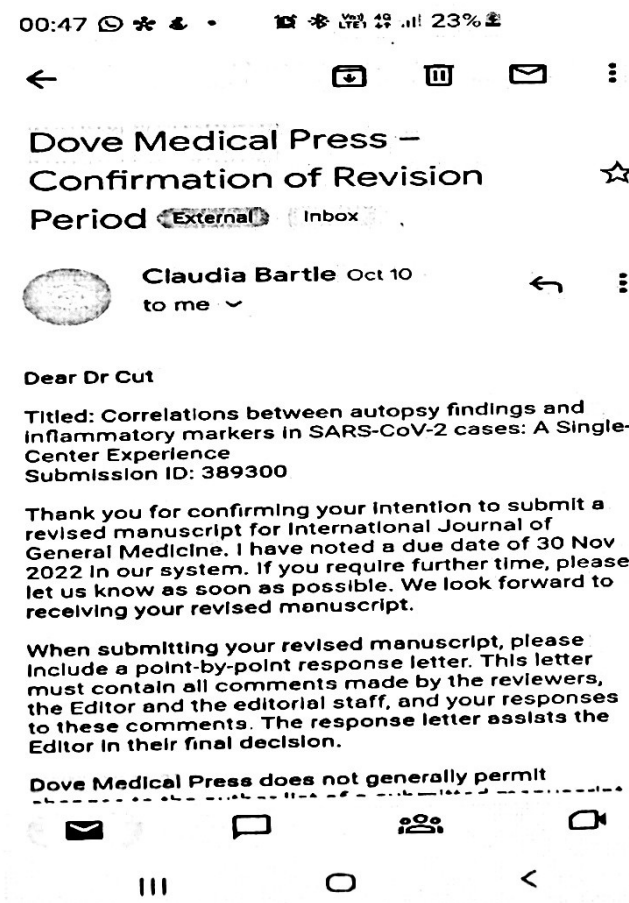 00:47
VoLTE1 4G 23%
Dove Medical Press –
Confirmation of Revision
Period External Inbox
Claudia Bartle Oct 10
to me
Dear Dr Cut
Titled: Correlations between autopsy findings and
inflammatory markers in SARS-CoV-2 cases: A Single-
Center Experience
Submission ID: 389300
Thank you for confirming your intention to submit a
revised manuscript for International Journal of
General Medicine. I have noted a due date of 30 Nov
2022 in our system. If you require further time, please
let us know as soon as possible. We look forward to
receiving your revised manuscript.
When submitting your revised manuscript, please
include a point-by-point response letter. This letter
must contain all comments made by the reviewers,
the Editor and the editorial staff, and your responses
to these comments. The response letter assists the
Editor in their final decision.
Dove Medical Press does not generally permit